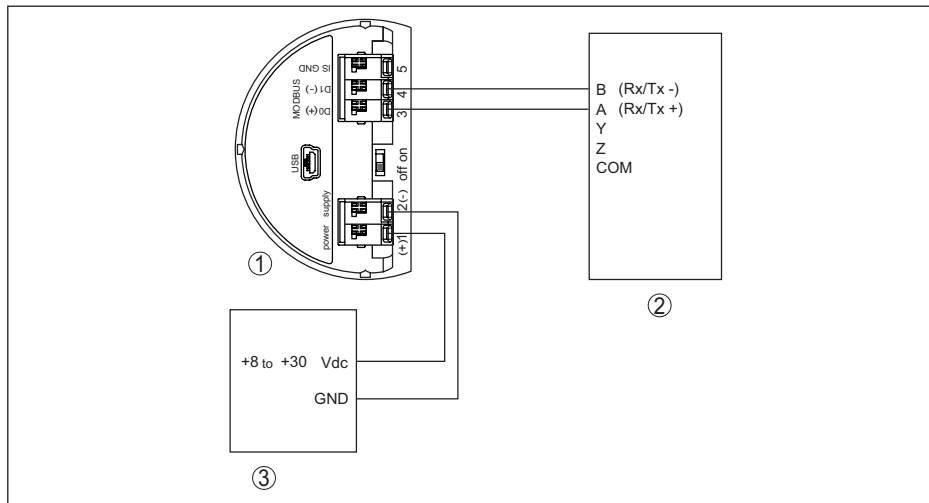 IS GND
5
MODBUS
D1(-)
4
D0(+)
3
USB
off on
power supply
2(-)
(+)1
B (Rx/Tx -)
A (Rx/Tx +)
Y
Z
COM
1
2
+8 to +30 Vdc
GND
3